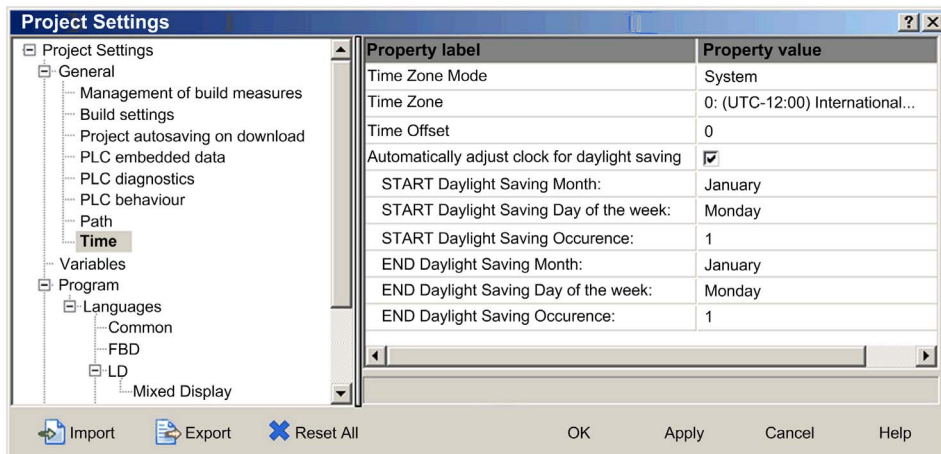 Project Settings
Project Settings
General
Management of build measures
Build settings
Project autosaving on download
PLC embedded data
PLC diagnostics
PLC behaviour
Path
Time
Variables
Program
Languages
Common
FBD
LD
Mixed Display
Property label Property value
Time Zone Mode System
Time Zone 0: (UTC-12:00) International...
Time Offset 0
Automatically adjust clock for daylight saving
START Daylight Saving Month: January
START Daylight Saving Day of the week: Monday
START Daylight Saving Occurence: 1
END Daylight Saving Month: January
END Daylight Saving Day of the week: Monday
END Daylight Saving Occurence: 1
Import Export Reset All OK Apply Cancel Help